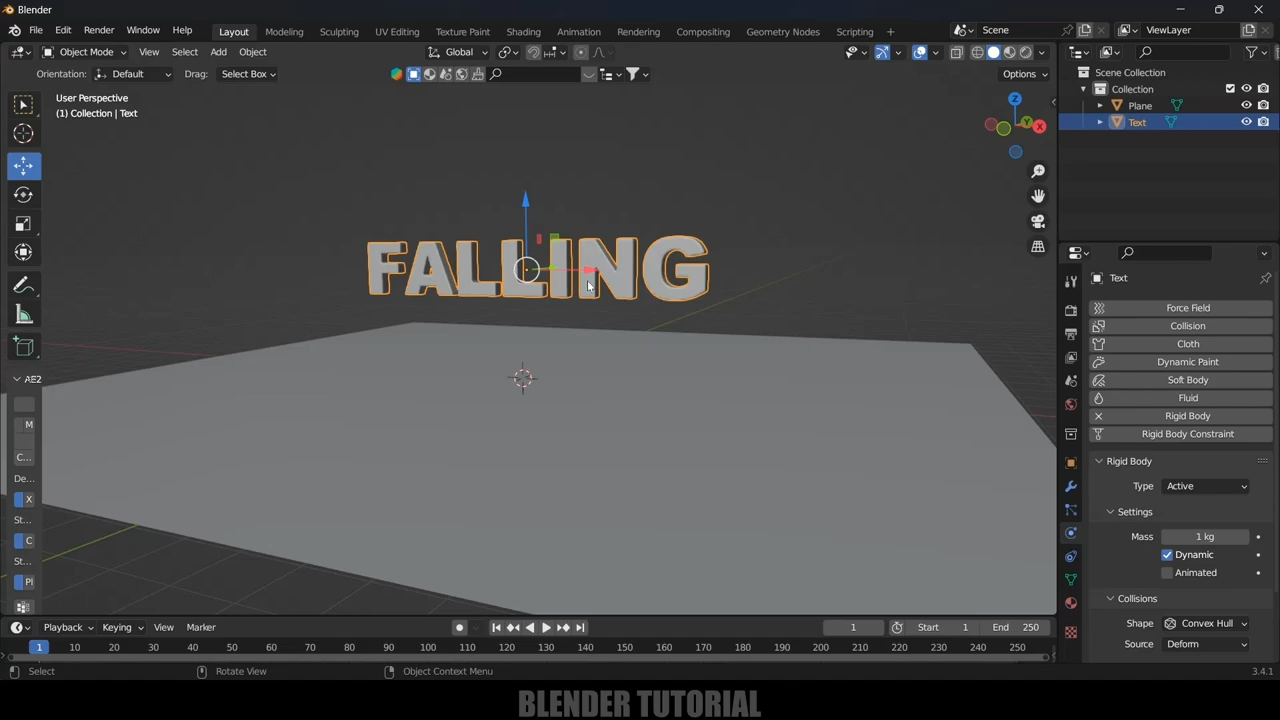 Blender
File Edit Render Window Help Layout Modeling Sculpting UV Editing Texture Paint Shading Animation Rendering Compositing Geometry Nodes Scripting + Scene ViewLayer
Object Mode View Select Add Object Global
Orientation: Default Drag: Select Box Options
User Perspective
(1) Collection | Text
Z
Y
X
Scene Collection
Collection
Plane
Text
FALLING
Text
Force Field
Collision
Cloth
Dynamic Paint
Soft Body
Fluid
Rigid Body
Rigid Body Constraint
Rigid Body
Type Active
Settings
Mass 1 kg
Dynamic
Animated
Collisions
Shape Convex Hull
Source Deform
AE2
M
C...
De...
X
St...
C
St...
Pl
Playback Keying View Marker 1 Start 1 End 250
1 10 20 30 40 50 60 70 80 90 100 110 120 130 140 150 160 170 180 190 200 210 220 230 240 250
Select Rotate View Object Context Menu 3.4.1
BLENDER TUTORIAL